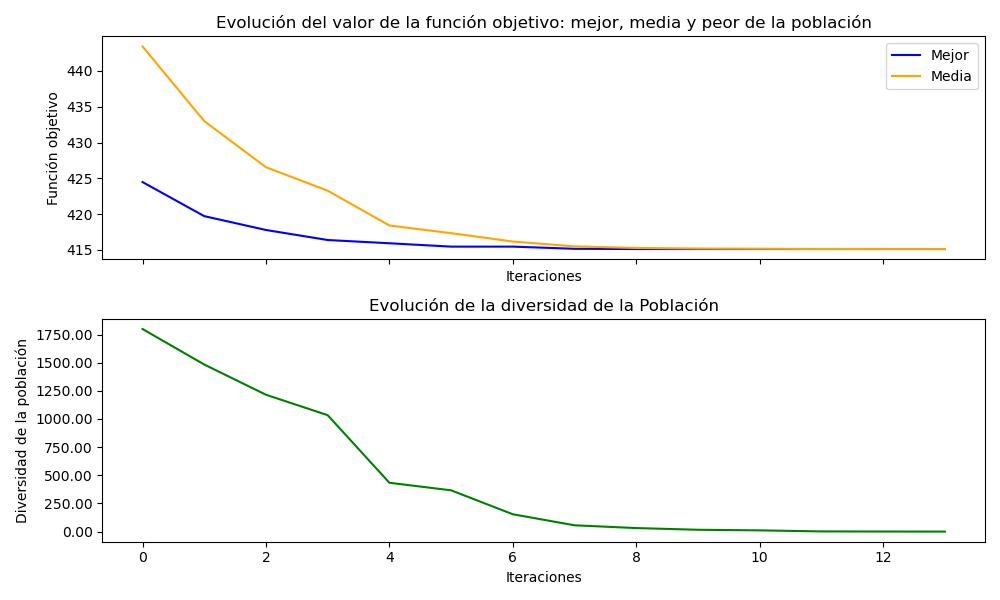 Evolución del valor de la función objetivo: mejor, media y peor de la población
Función objetivo
440
435
430
425
420
415
Mejor
Media
Iteraciones
Evolución de la diversidad de la Población
Diversidad de la población
1750.00
1500.00
1250.00
1000.00
750.00
500.00
250.00
0.00
0 2 4 6 8 10 12
Iteraciones